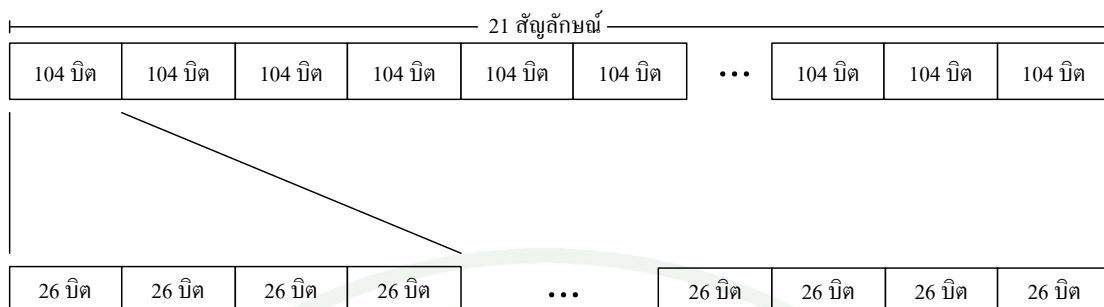 21 สัญลักษณ์
104 บิต 104 บิต 104 บิต 104 บิต 104 บิต 104 บิต ... 104 บิต 104 บิต 104 บิต
26 บิต 26 บิต 26 บิต 26 บิต ... 26 บิต 26 บิต 26 บิต 26 บิต